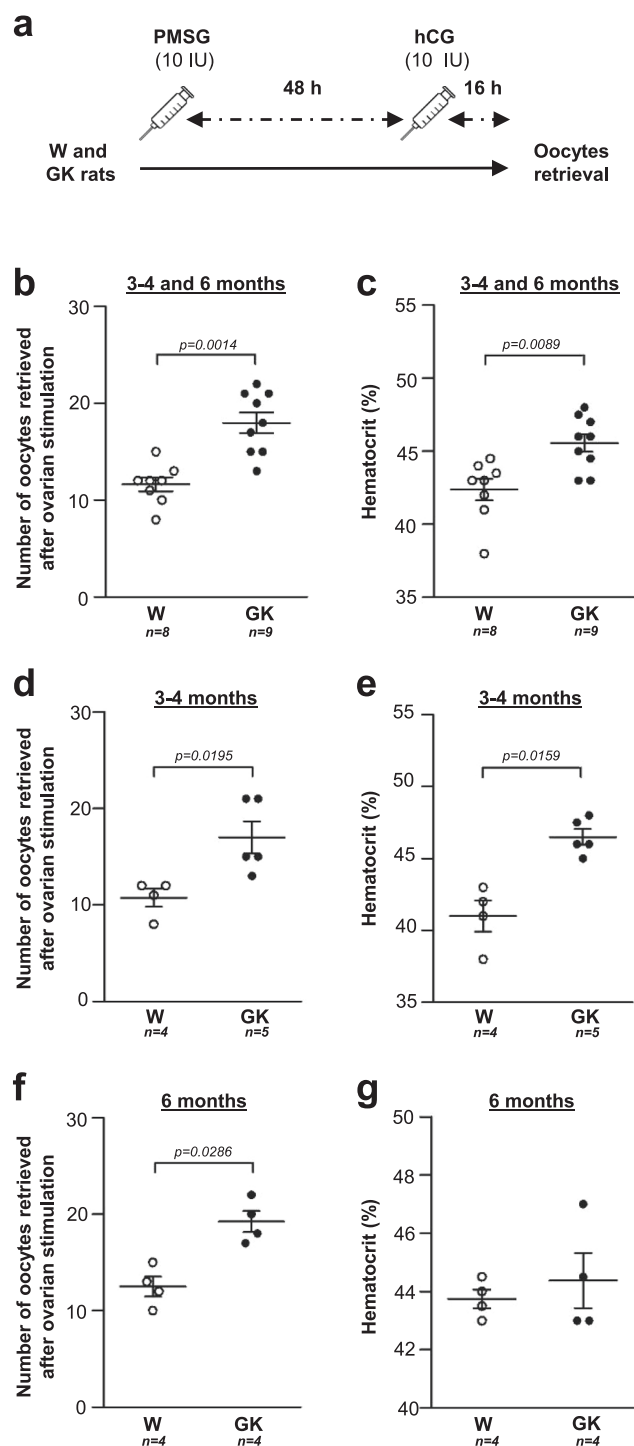 a
PMSG
(10 IU)
hCG
(10 IU)
48 h
16 h
W and
GK rats
Oocytes
retrieval
b
3-4 and 6 months
Number of oocytes retrieved
after ovarian stimulation
30
20
10
0
p=0.0014
W
n=8
GK
n=9
c
3-4 and 6 months
Hematocrit (%)
55
50
45
40
35
p=0.0089
W
n=8
GK
n=9
d
3-4 months
Number of oocytes retrieved
after ovarian stimulation
30
20
10
0
p=0.0195
W
n=4
GK
n=5
e
3-4 months
Hematocrit (%)
55
50
45
40
35
p=0.0159
W
n=4
GK
n=5
f
6 months
Number of oocytes retrieved
after ovarian stimulation
30
20
10
0
p=0.0286
W
n=4
GK
n=4
g
6 months
Hematocrit (%)
50
48
46
44
42
40
W
n=4
GK
n=4